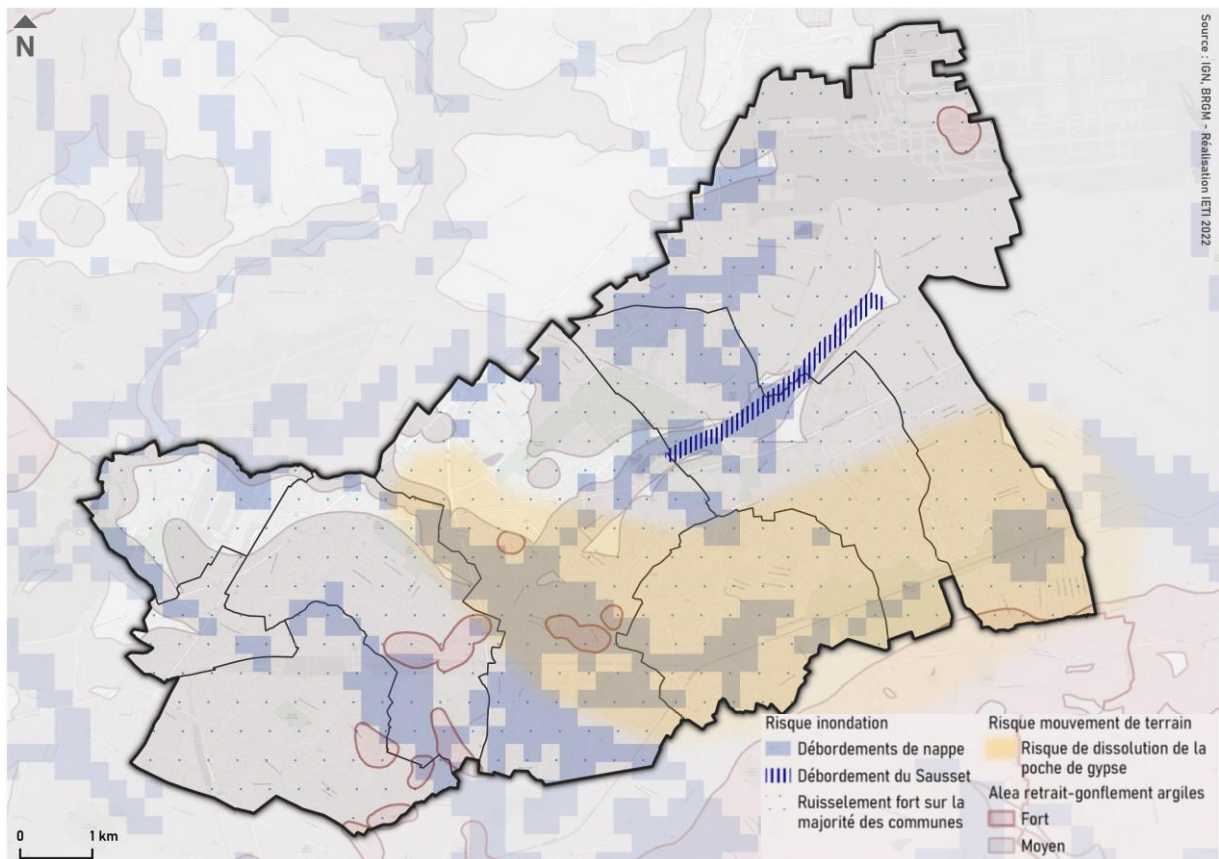 N
Source : IGN, BRGM - Réalisation IETI 2022
Risque inondation
Débordements de nappe
Débordement du Sausset
Ruisselement fort sur la
majorité des communes
Risque mouvement de terrain
Risque de dissolution de la
poche de gypse
Alea retrait-gonflement argiles
Fort
Moyen
0 1 km